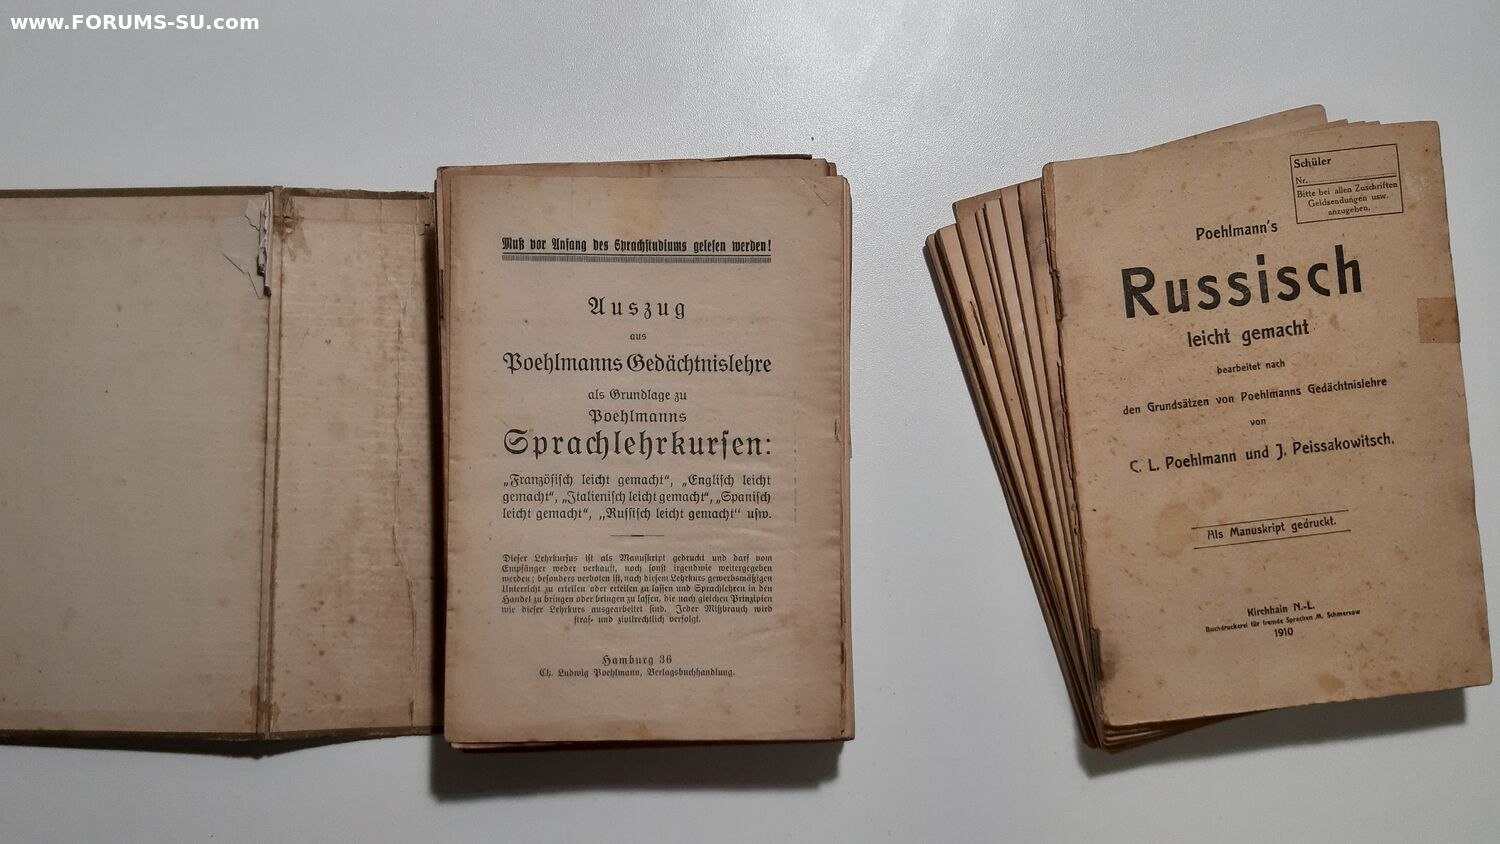 www.FORUMS-SU.com
Muß vor Anfang des Sprachstudiums gelesen werden!
Auszug
aus
Poehlmanns Gedächtnislehre
als Grundlage zu
Poehlmanns
Sprachlehrkursen:
„Französisch leicht gemacht“, „Englisch leicht
gemacht“, „Italienisch leicht gemacht“, „Spanisch
leicht gemacht“, „Russisch leicht gemacht“ usw.
Dieser Lehrkursus ist als Manuskript gedruckt und darf vom
Empfänger weder verkauft, noch sonst irgendwie weitergegeben
werden; besonders verboten ist, nach diesem Lehrkurs gewerbsmäßigen
Unterricht zu erteilen oder erteilen zu lassen und Sprachlehren in den
Handel zu bringen oder bringen zu lassen, die nach gleichen Prinzipien
wie dieser Lehrkurs ausgearbeitet sind. Jeder Mißbrauch wird
straf- und zivilrechtlich verfolgt.
Hamburg 36
Ch. Ludwig Poehlmann, Verlagsbuchhandlung.
Schüler
Nr.
Bitte bei allen Zuschriften
Geldsendungen usw.
anzugeben.
Poehlmann's
Russisch
leicht gemacht
bearbeitet nach
den Grundsätzen von Poehlmanns Gedächtnislehre
von
C. L. Poehlmann und J. Peissakowitsch.
Als Manuskript gedruckt.
Kirchhain N.-L.
Buchdruckerei für fremde Sprachen M. Schmersow
1910